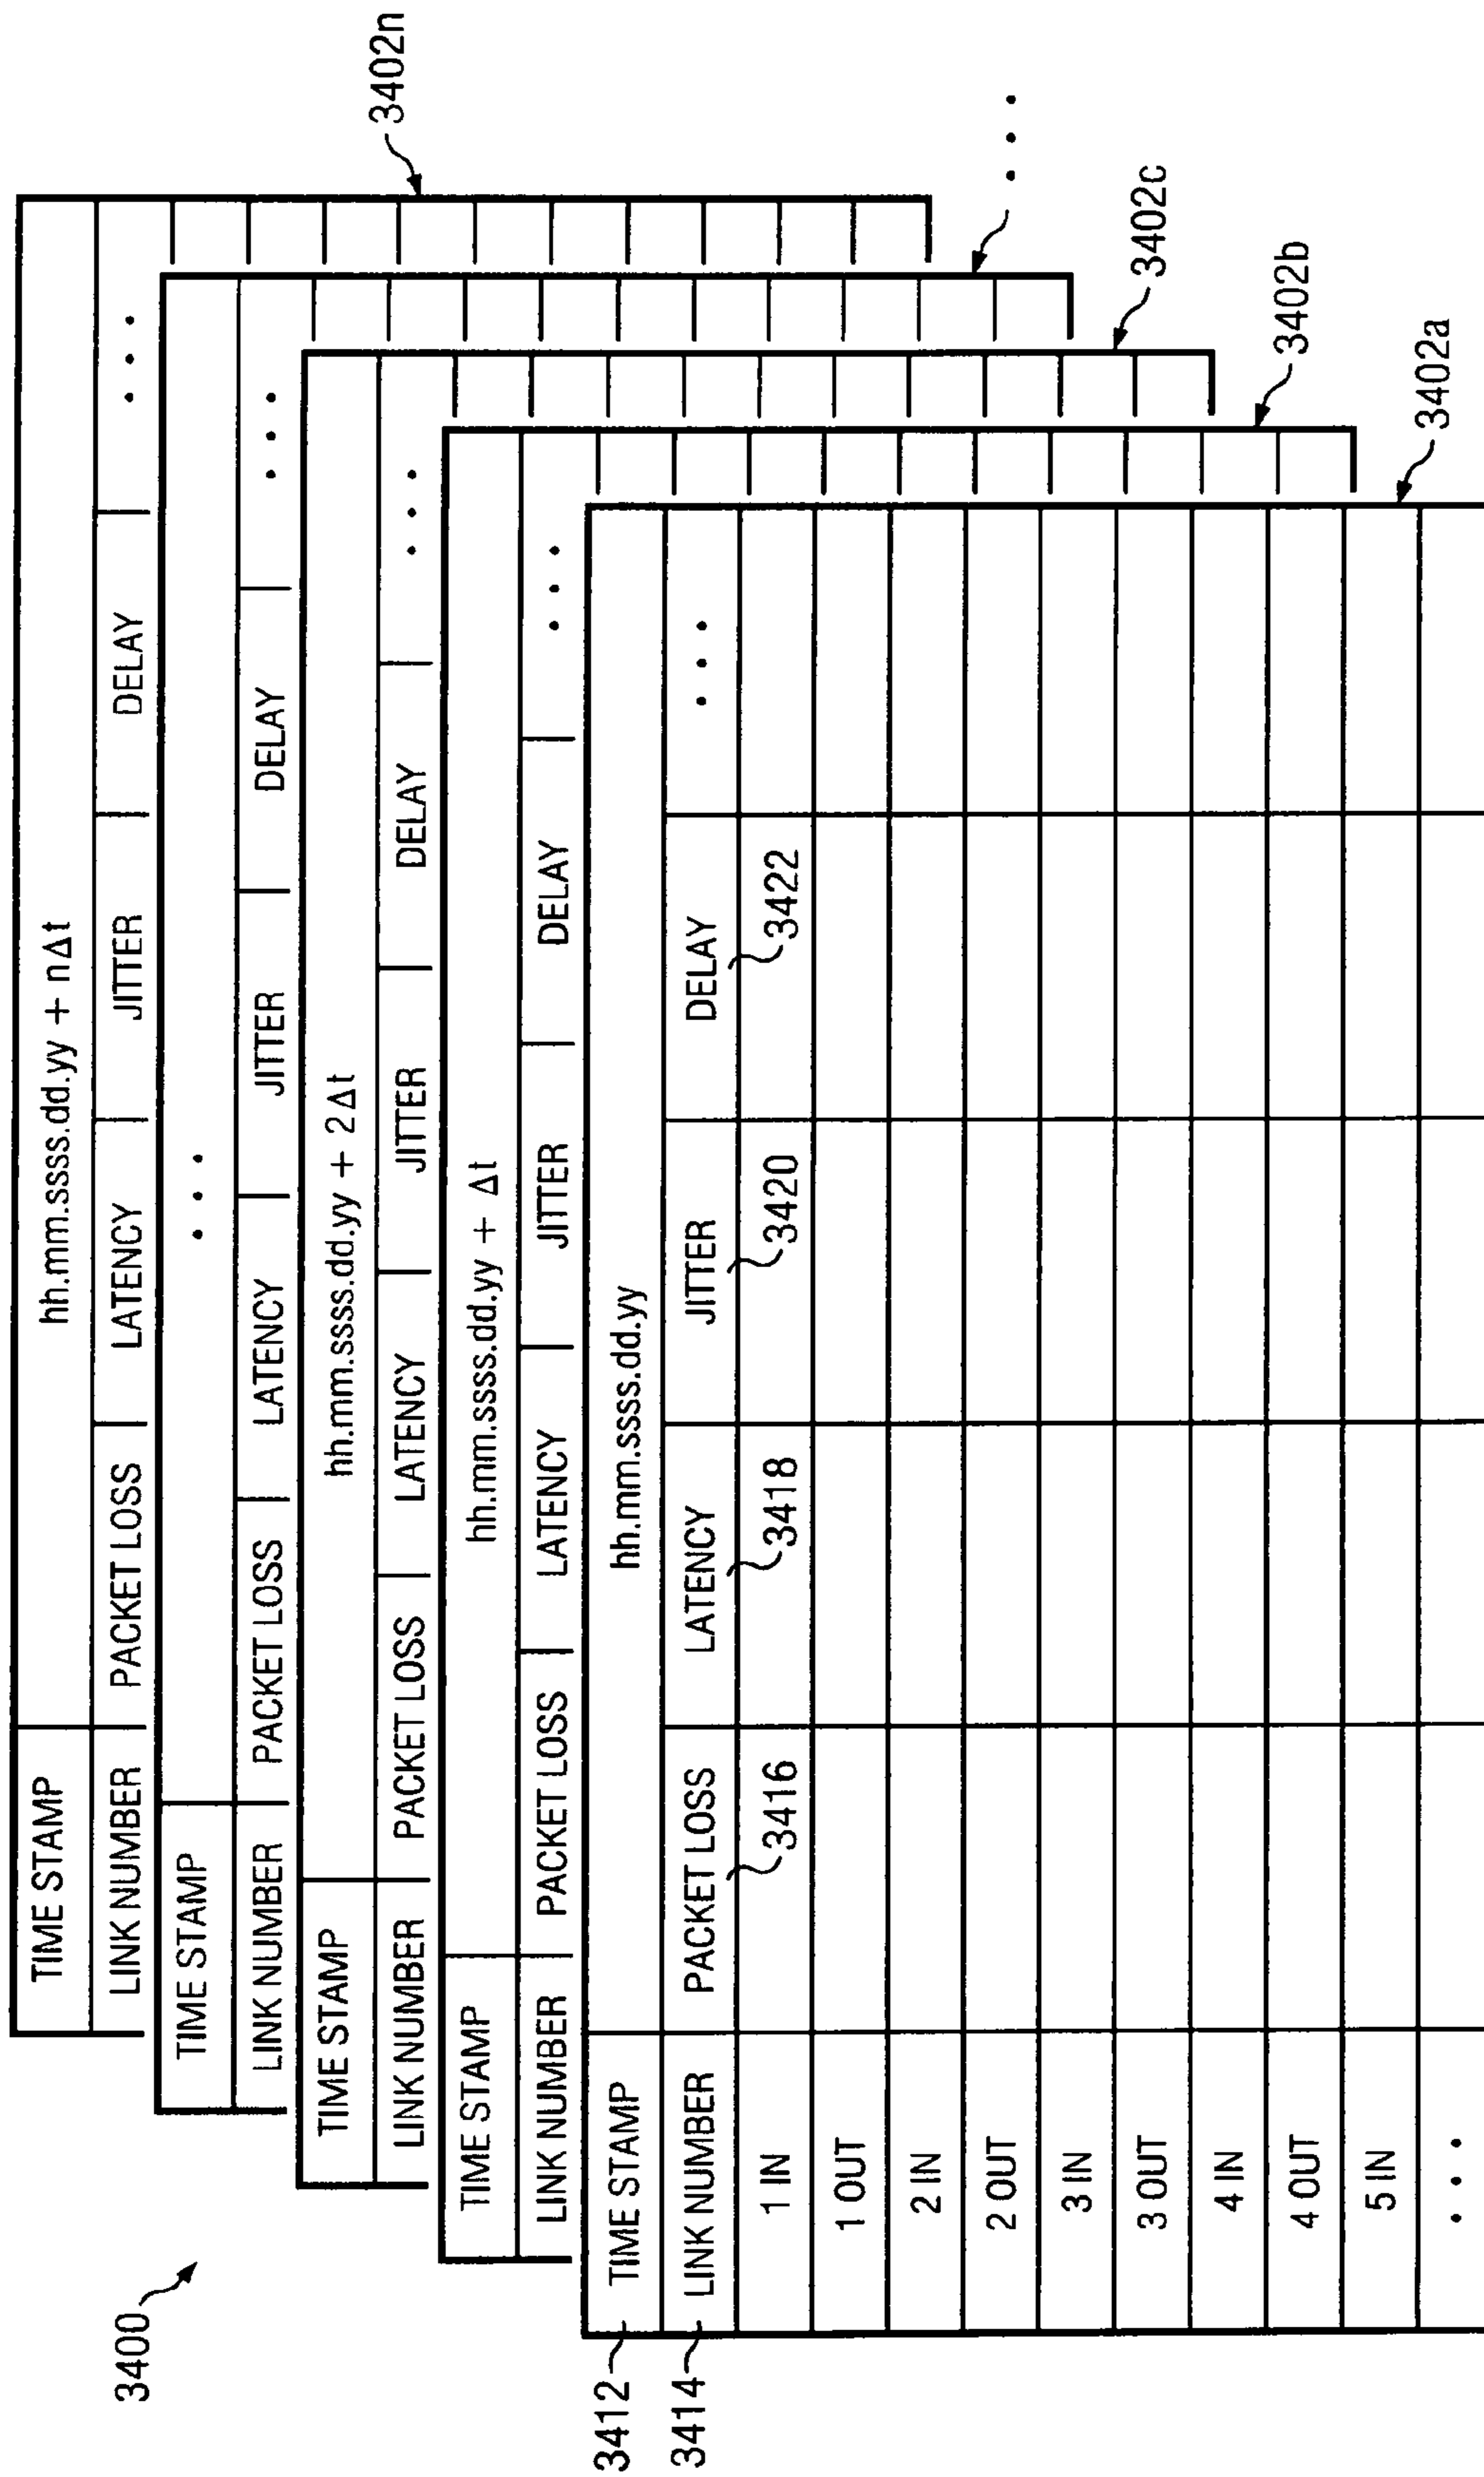 3400
TIME STAMP hh.mm.ssss.dd.yy + nΔt
LINK NUMBER PACKET LOSS LATENCY JITTER DELAY • • •
3402n
TIME STAMP • • •
LINK NUMBER PACKET LOSS LATENCY JITTER DELAY • • •
• • •
TIME STAMP hh.mm.ssss.dd.yy + 2Δt
LINK NUMBER PACKET LOSS LATENCY JITTER DELAY • • •
3402c
TIME STAMP hh.mm.ssss.dd.yy + Δt
LINK NUMBER PACKET LOSS LATENCY JITTER DELAY • • •
3402b
3412 TIME STAMP hh.mm.ssss.dd.yy
3414 LINK NUMBER PACKET LOSS LATENCY JITTER DELAY • • •
1 IN 3416 3418 3420 3422
1 OUT
2 IN
2 OUT
3 IN
3 OUT
4 IN
4 OUT
5 IN
3402a
• • •